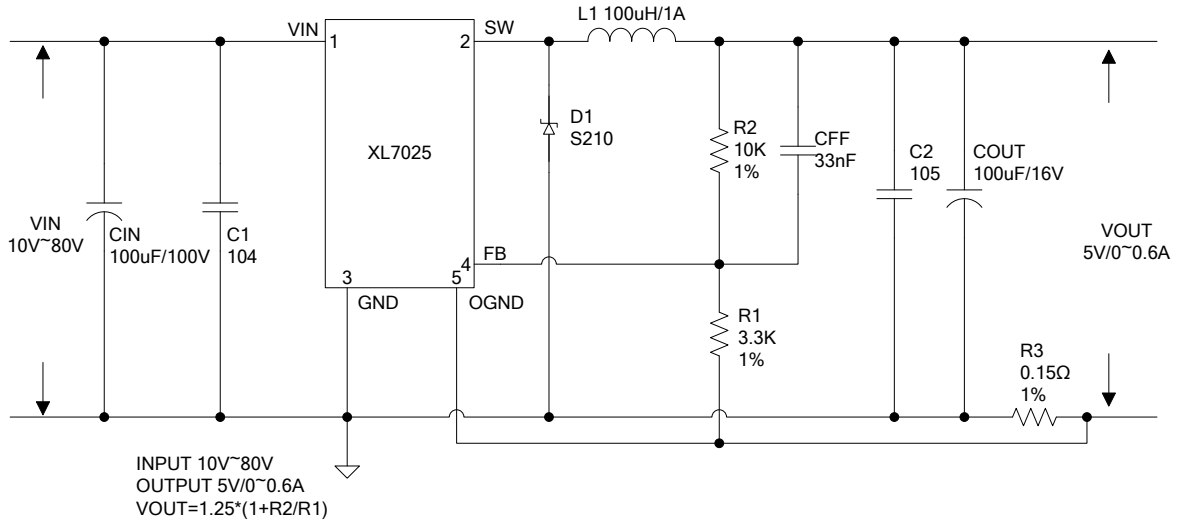 L1 100uH/1A
VIN
1
2
SW
XL7025
D1
S210
R2
10K
1%
CFF
33nF
C2
105
COUT
100uF/16V
VIN
10V~80V
CIN
100uF/100V
C1
104
VOUT
5V/0~0.6A
4
FB
3
5
GND
OGND
R1
3.3K
1%
R3
0.15Ω
1%
INPUT 10V~80V
OUTPUT 5V/0~0.6A
VOUT=1.25*(1+R2/R1)